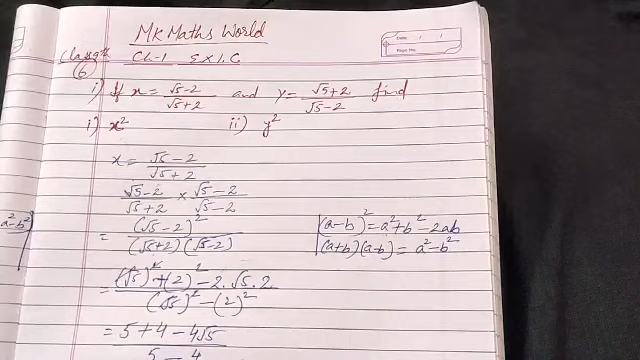 MK Maths World
Date: / /
Page No:
Class 9th
Ch-1 Ex 1.C
6
i) If x = √5-2/√5+2 and y = √5+2/√5-2 find
i) x² ii) y²
x = √5-2/√5+2
√5-2/√5+2 × √5-2/√5-2
= (√5-2)²/(√5+2)(√5-2)
(a-b)² = a²+b²-2ab
(a+b)(a-b) = a²-b²
a²-b²)
= (√5)²+(2)²-2.√5.2/(√5)²-(2)²
= 5+4-4√5/5-4